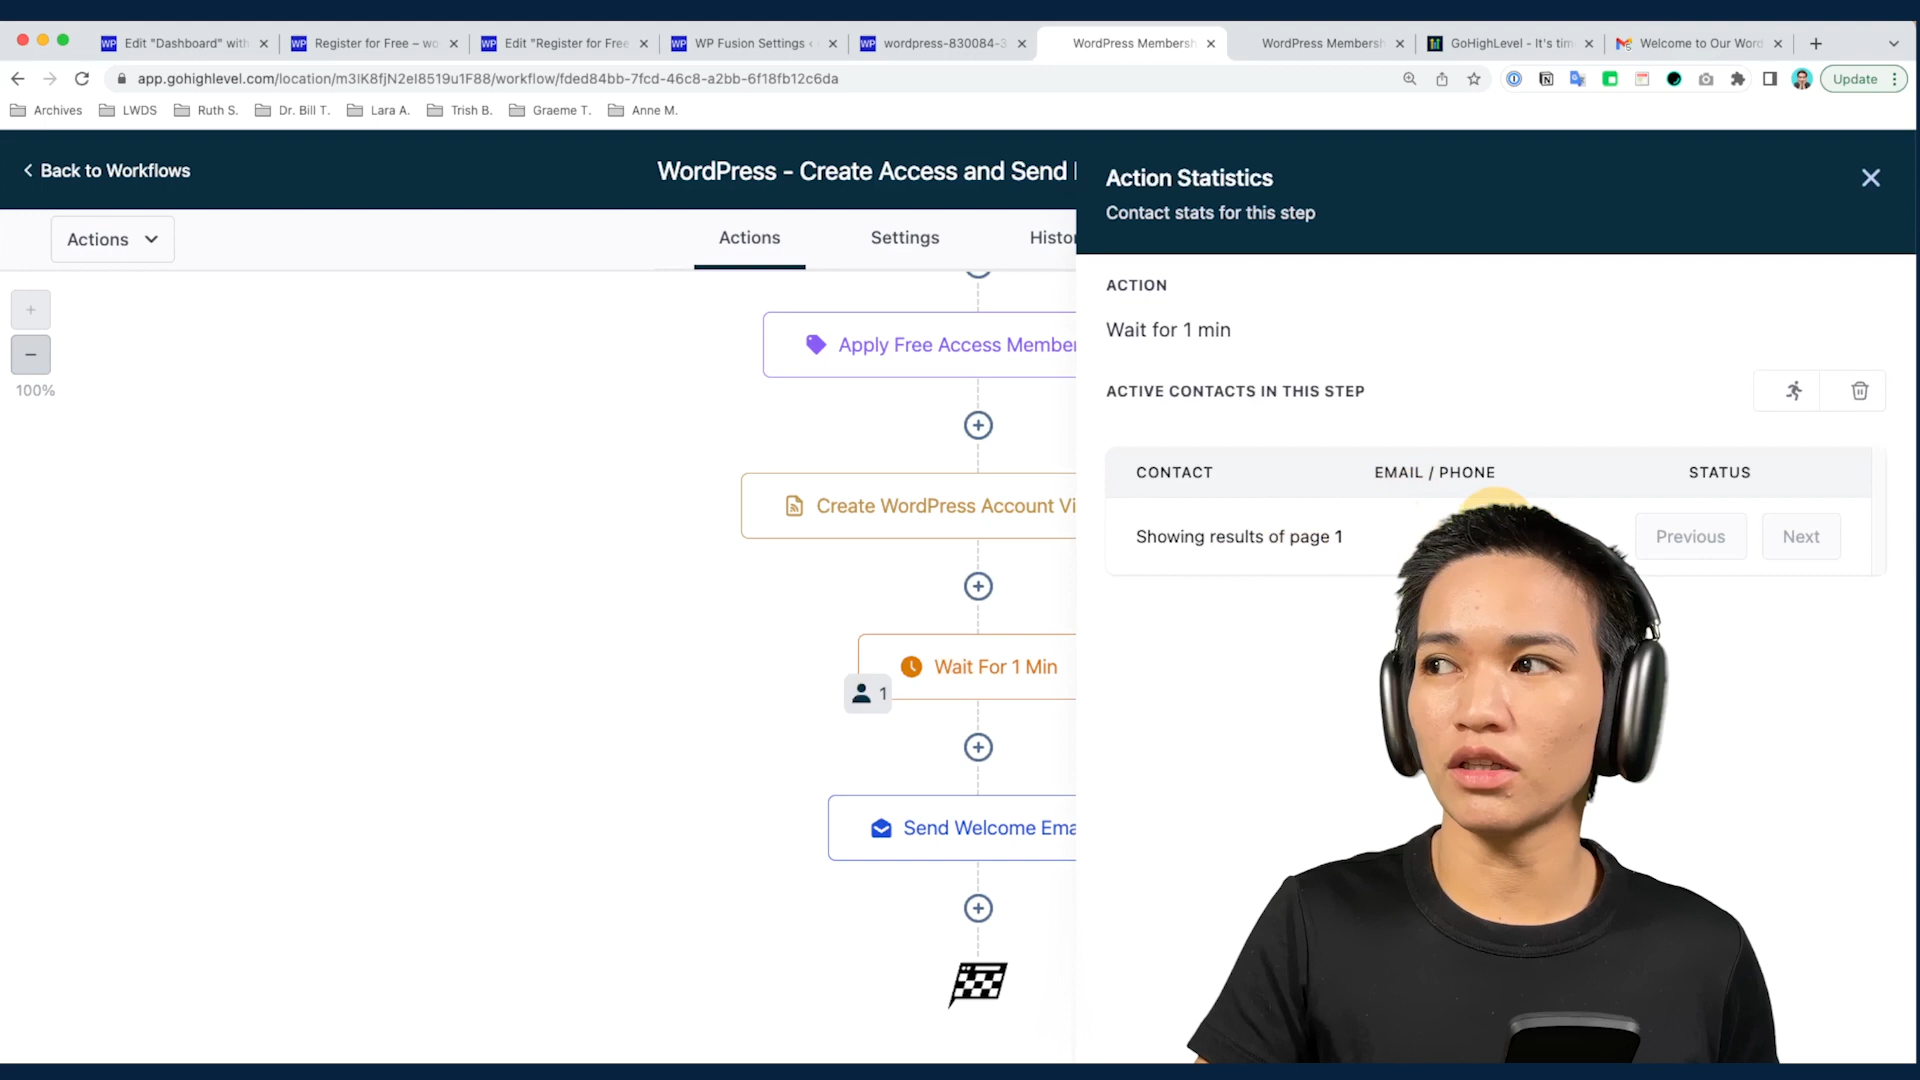 Edit "Dashboard" with
Register for Free – wo
Edit "Register for Free
WP Fusion Settings ‹
wordpress-830084-3
WordPress Membersh
WordPress Membersh
GoHighLevel - It's tim
Welcome to Our Word
app.gohighlevel.com/location/m3IK8fjN2eI8519u1F88/workflow/fded84bb-7fcd-46c8-a2bb-6f18fb12c6da
Update
Archives
LWDS
Ruth S.
Dr. Bill T.
Lara A.
Trish B.
Graeme T.
Anne M.
Back to Workflows
WordPress - Create Access and Send
Actions
Actions
Settings
Histo
100%
Apply Free Access Member
Create WordPress Account Vi
Wait For 1 Min
1
Send Welcome Ema
Action Statistics
Contact stats for this step
ACTION
Wait for 1 min
ACTIVE CONTACTS IN THIS STEP
CONTACT
EMAIL / PHONE
STATUS
Showing results of page 1
Previous
Next